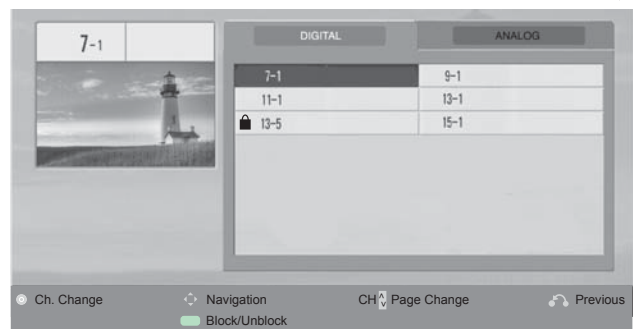 7-1
DIGITAL ANALOG
7-1 9-1
11-1 13-1
13-5 15-1
Ch. Change Navigation CH Page Change Previous
Block/Unblock